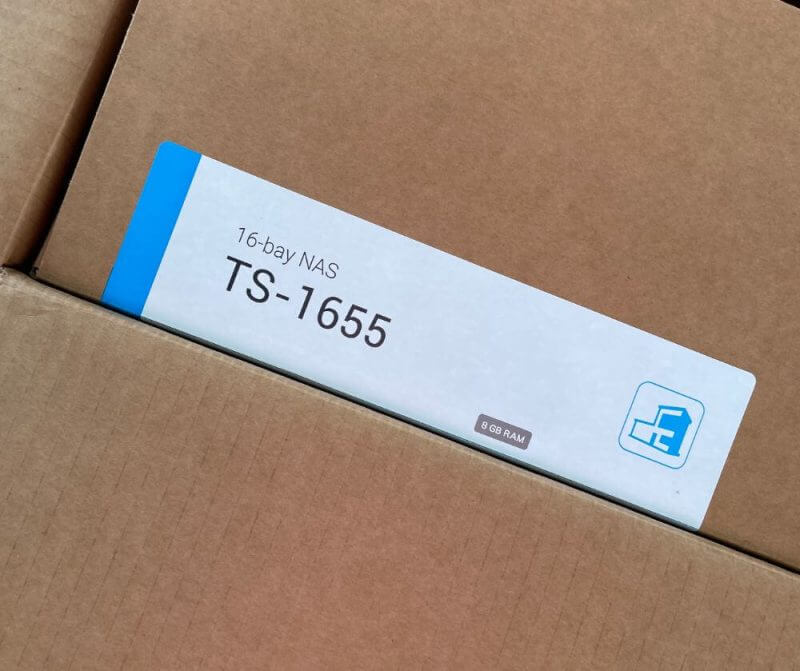 16-bay NAS
TS-1655
8 GB RAM